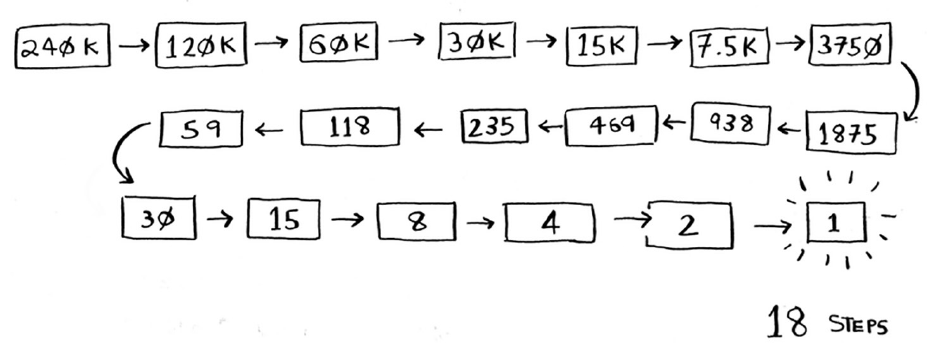 240K → 120K → 60K → 30K → 15K → 7.5K → 3750
1875 → 938 → 469 → 235 → 118 → 59
30 → 15 → 8 → 4 → 2 → 1
18 STEPS